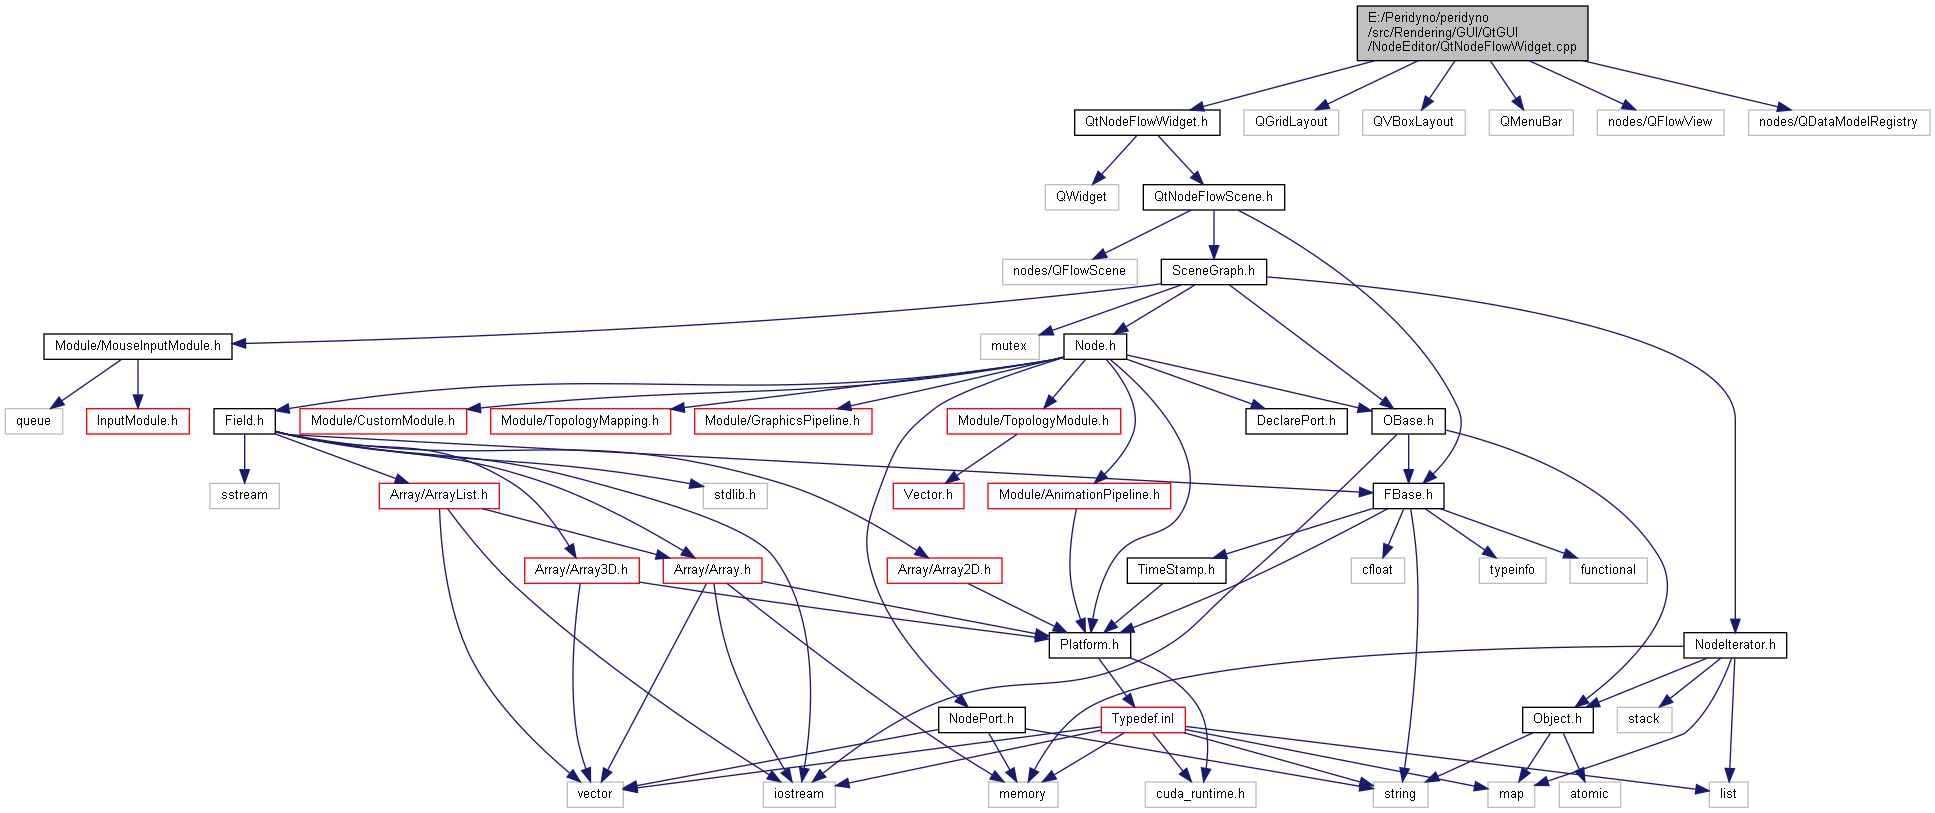 E:/Peridyno/peridyno
/src/Rendering/GUI/QtGUI
/NodeEditor/QtNodeFlowWidget.cpp
QtNodeFlowWidget.h
QGridLayout
QVBoxLayout
QMenuBar
nodes/QFlowView
nodes/QDataModelRegistry
QWidget
QtNodeFlowScene.h
nodes/QFlowScene
SceneGraph.h
Module/MouseInputModule.h
mutex
Node.h
queue
InputModule.h
Field.h
Module/CustomModule.h
Module/TopologyMapping.h
Module/GraphicsPipeline.h
Module/TopologyModule.h
DeclarePort.h
OBase.h
sstream
Array/ArrayList.h
stdlib.h
Vector.h
Module/AnimationPipeline.h
FBase.h
Array/Array3D.h
Array/Array.h
Array/Array2D.h
TimeStamp.h
cfloat
typeinfo
functional
Platform.h
NodeIterator.h
NodePort.h
Typedef.inl
Object.h
stack
vector
iostream
memory
cuda_runtime.h
string
map
atomic
list